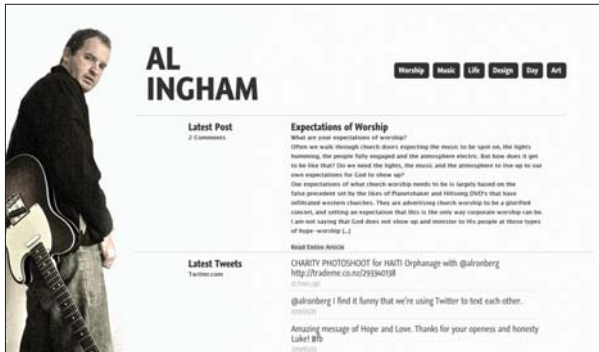 AL
INGHAM
Worship Music Life Design Day Art
Latest Post
2 Comments
Expectations of Worship
What are your expectations of worship?
Often we walk through church doors expecting the music to be spot on, the lights
humming, the people fully engaged and the atmosphere electric. But how does it get
to be like that? Do we need the lights, the music and the atmosphere to live up to our
own expectations for God to show up?
Our expectations of what church worship needs to be is largely based on the
false precedent set by the likes of Planetshaker and Hillsong DVD's that have
infiltrated western churches. They are advertising church worship to be a glorified
concert, and setting an expectation that this is the only way corporate worship can be.
I am not saying that God does not show up and minister to His people at these types
of hype-worship [...]
Read Entire Article
Latest Tweets
Twitter.com
CHARITY PHOTOSHOOT for HAITI Orphanage with @alronberg
http://trademe.co.nz/293340138
@alronberg I find it funny that we're using Twitter to text each other.
Amazing message of Hope and Love. Thanks for your openess and honesty
Luke! #fb